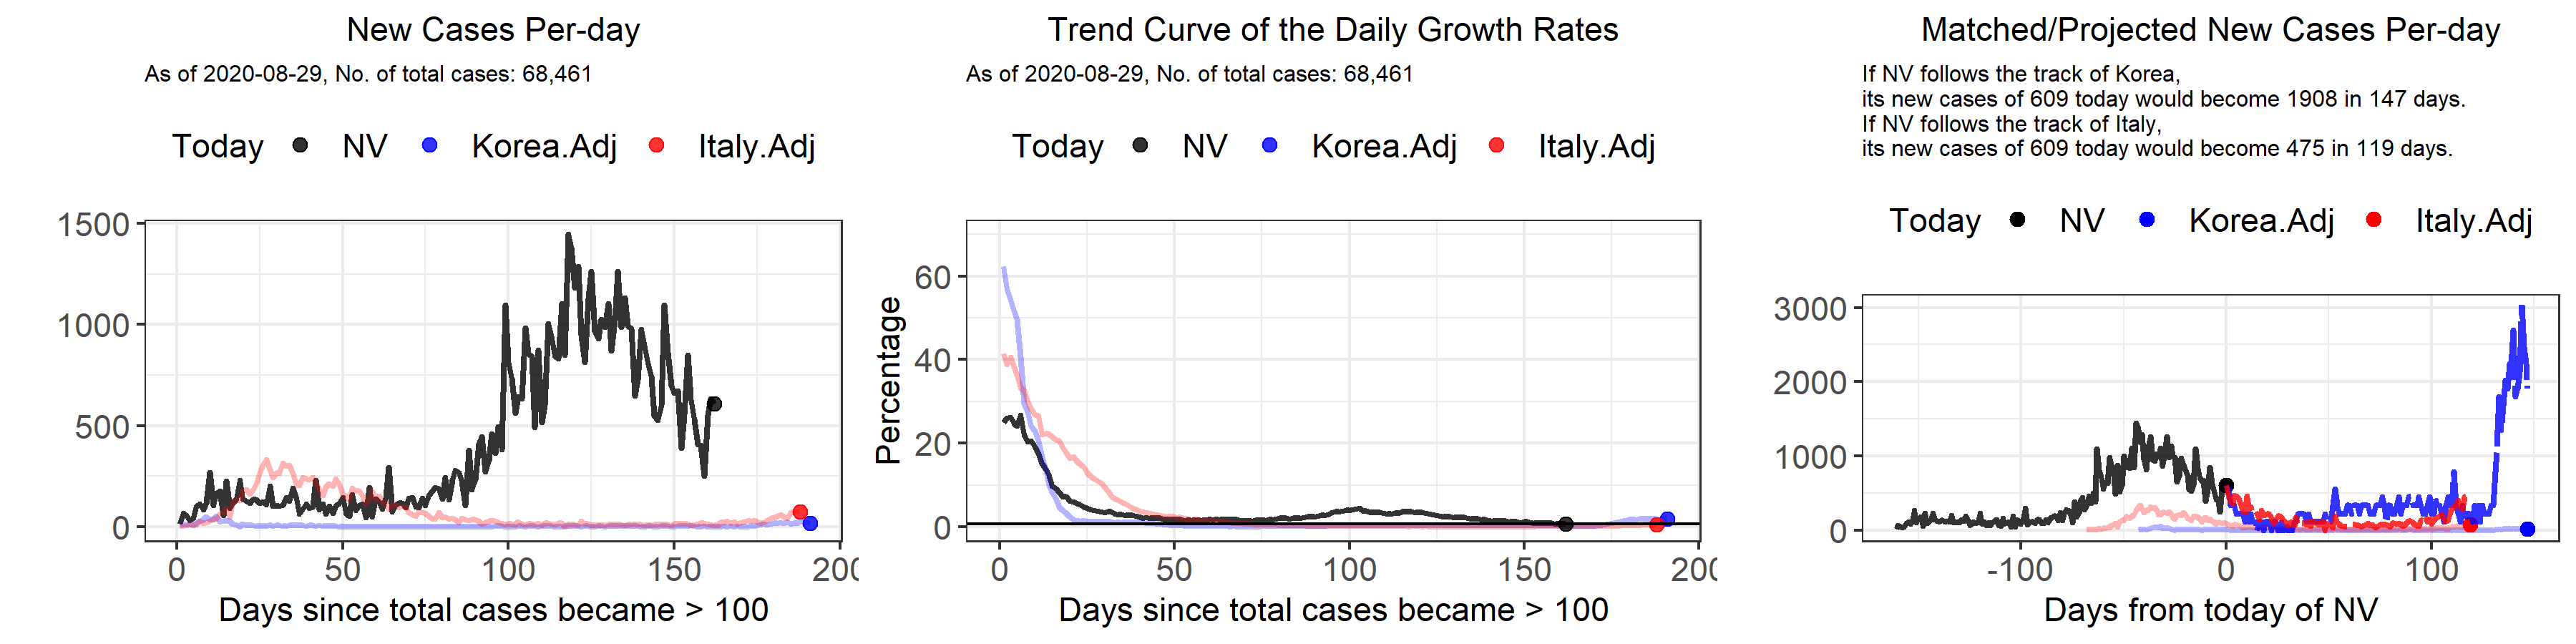 New Cases Per-day
As of 2020-08-29, No. of total cases: 68,461
Today NV Korea.Adj Italy.Adj
1500
1000
500
0
0 50 100 150 200
Days since total cases became > 100
Trend Curve of the Daily Growth Rates
As of 2020-08-29, No. of total cases: 68,461
Today NV Korea.Adj Italy.Adj
Percentage
60
40
20
0
0 50 100 150 200
Days since total cases became > 100
Matched/Projected New Cases Per-day
If NV follows the track of Korea,
its new cases of 609 today would become 1908 in 147 days.
If NV follows the track of Italy,
its new cases of 609 today would become 475 in 119 days.
Today NV Korea.Adj Italy.Adj
3000
2000
1000
0
-100 0 100
Days from today of NV